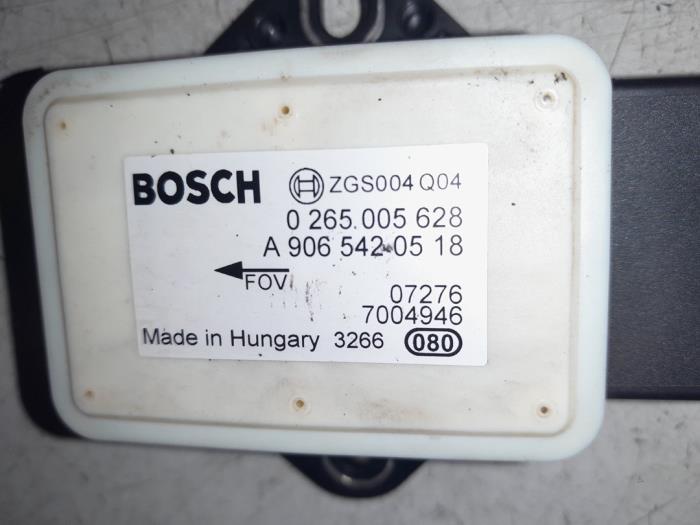 BOSCH ZGS004 Q04
0 265.005 628
A 906 542 05 18
FOV
07276
7004946
Made in Hungary 3266 080